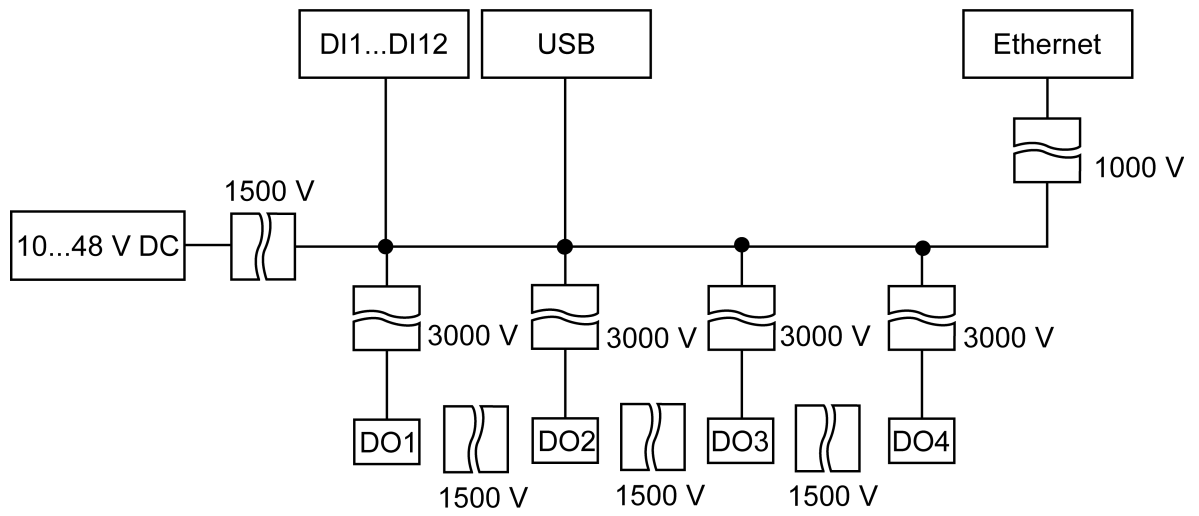 DI1...DI12
USB
Ethernet
1000 V
1500 V
10...48 V DC
3000 V
3000 V
3000 V
3000 V
DO1
DO2
DO3
DO4
1500 V
1500 V
1500 V